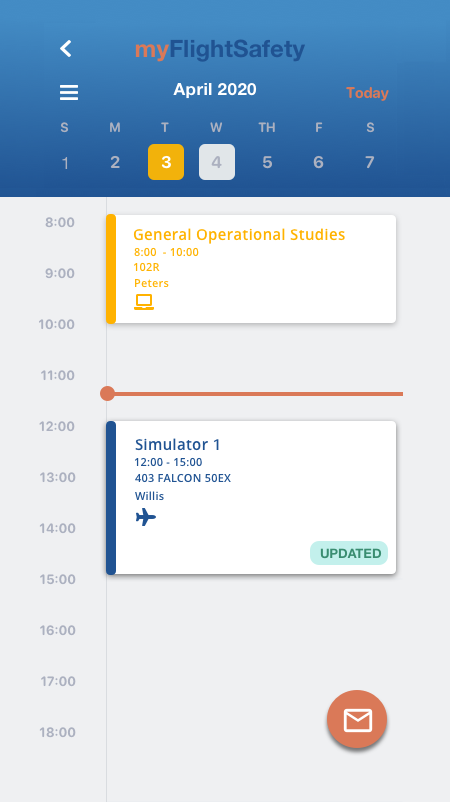 myFlightSafety
April 2020
Today
S M T W TH F S
1 2 3 4 5 6 7
8:00
General Operational Studies
8:00 - 10:00
102R
Peters
9:00
10:00
11:00
12:00
Simulator 1
12:00 - 15:00
403 FALCON 50EX
Willis
13:00
14:00
UPDATED
15:00
16:00
17:00
18:00